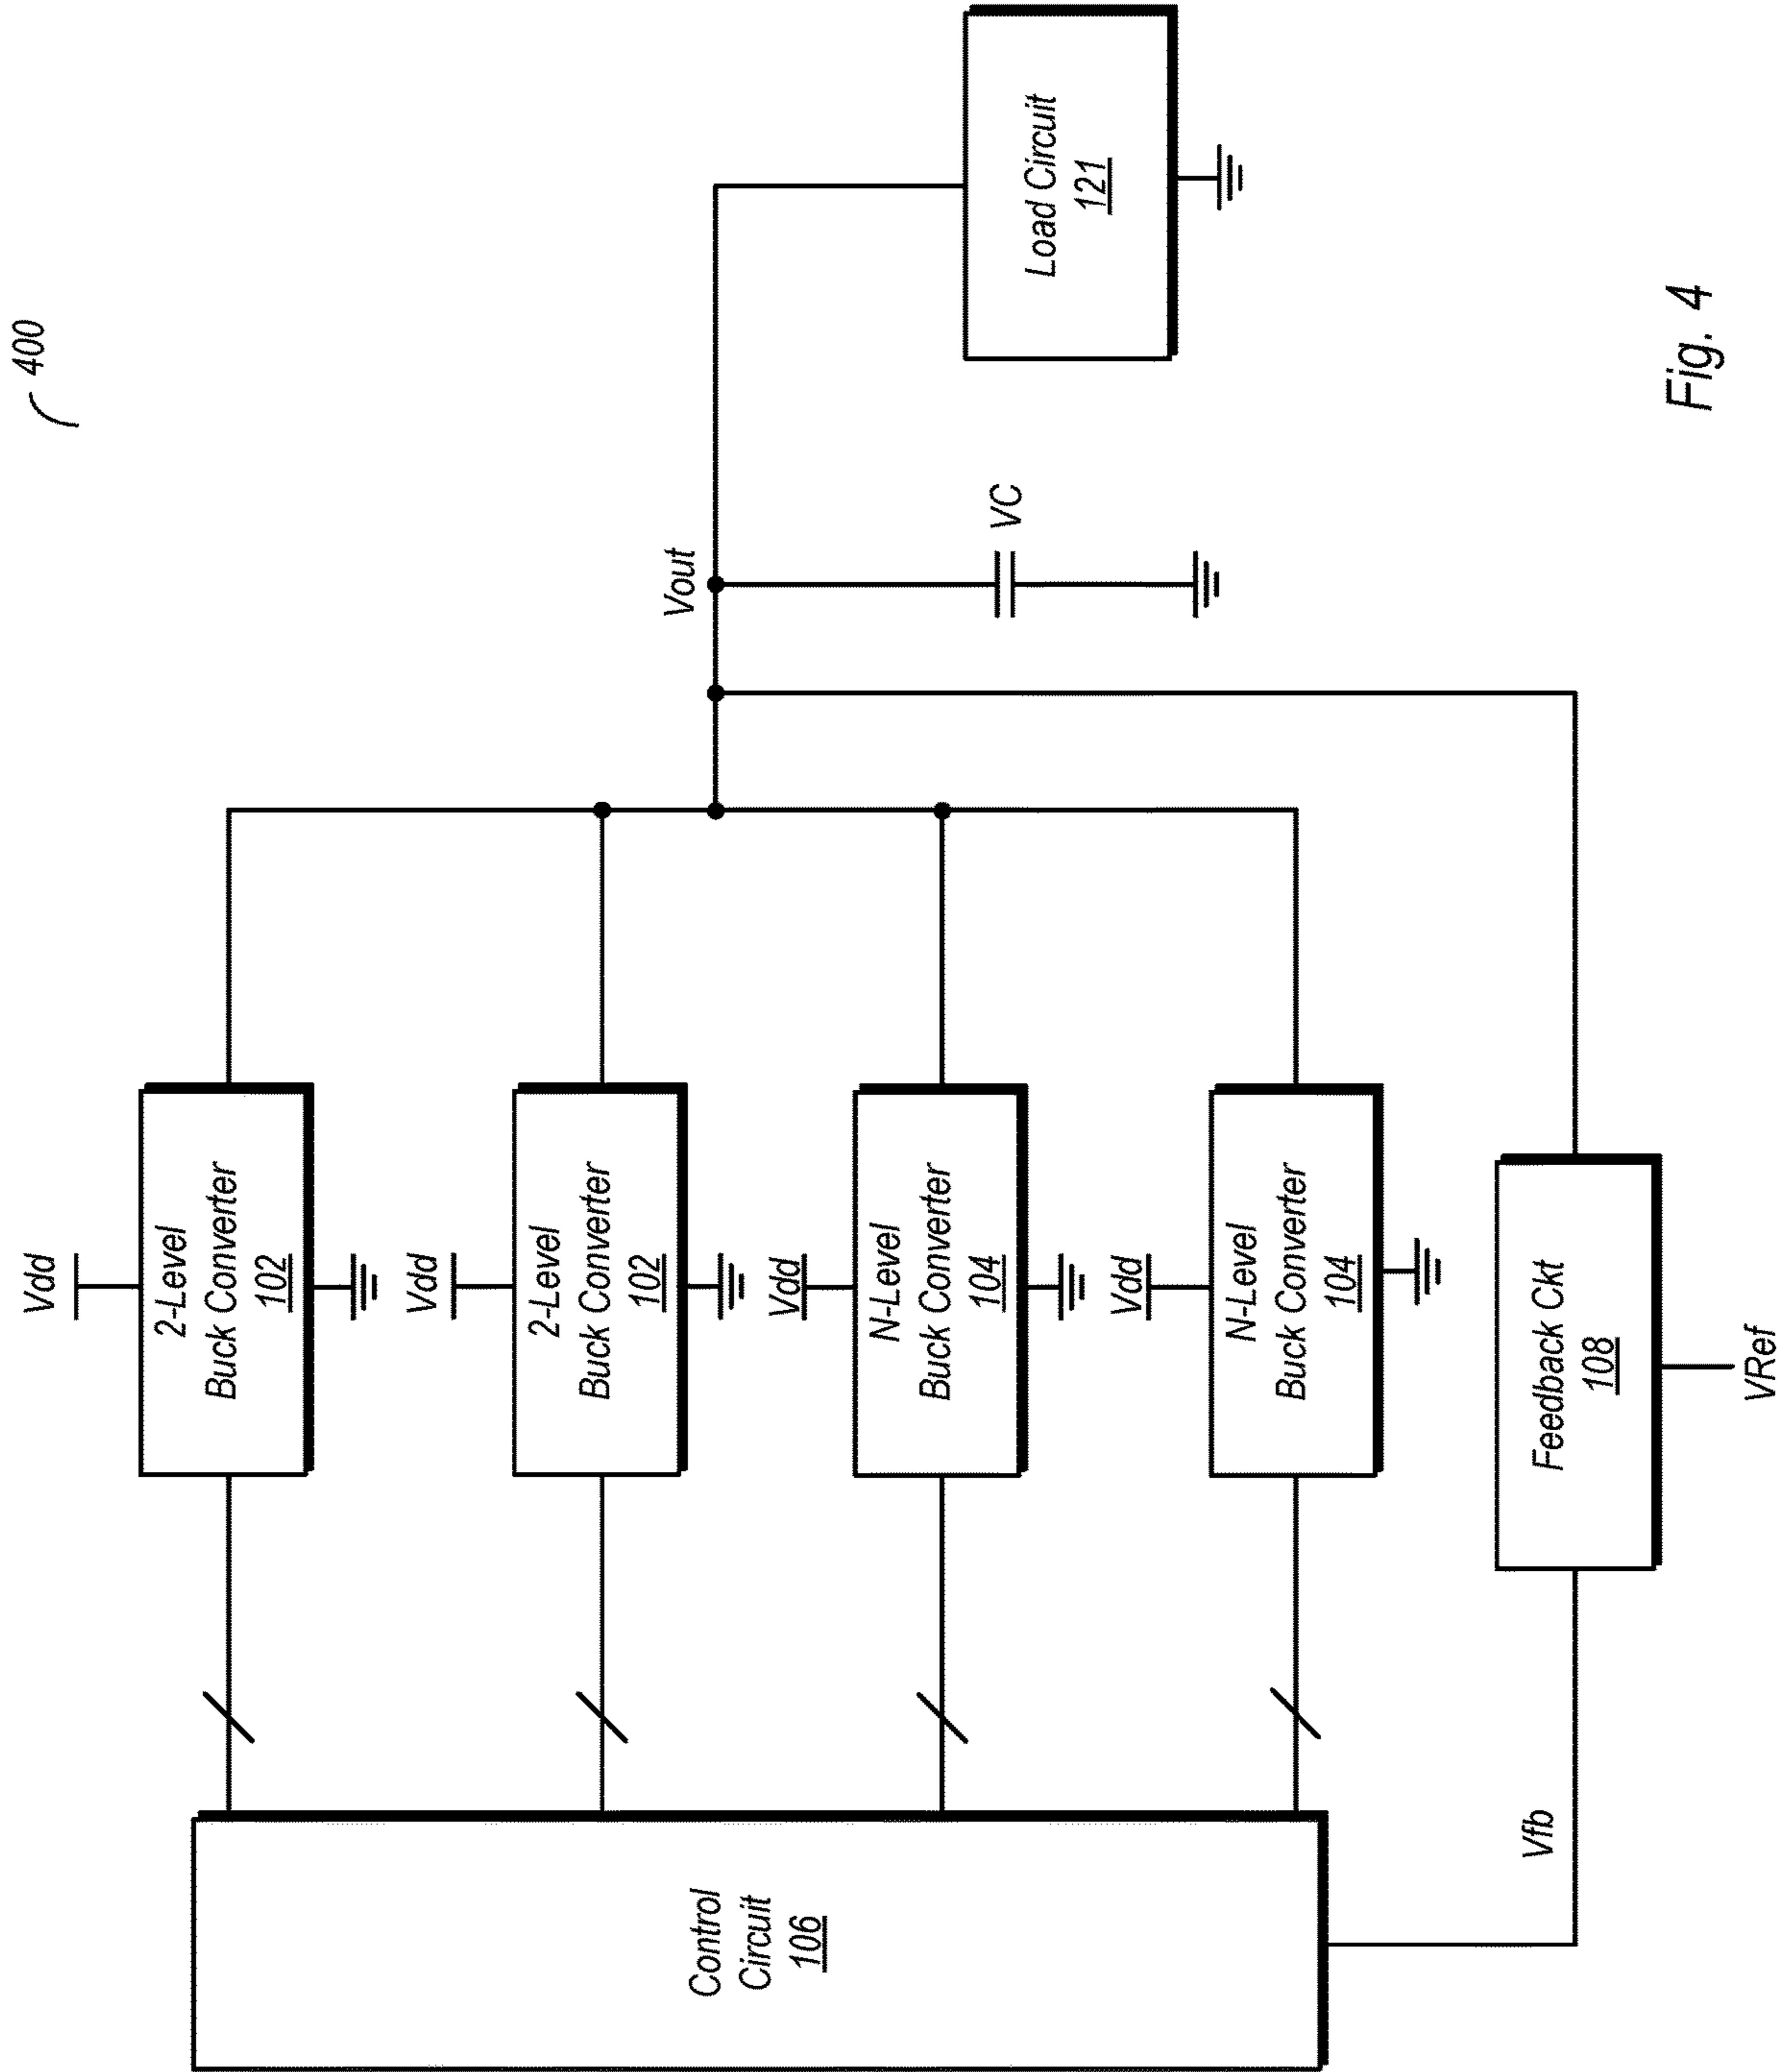 400
Vdd
2-Level
Buck Converter
102
Vdd
2-Level
Buck Converter
102
Vdd
N-Level
Buck Converter
104
Vdd
N-Level
Buck Converter
104
Control
Circuit
106
Vfb
Feedback Ckt
108
VRef
Vout
VC
Load Circuit
121
Fig. 4